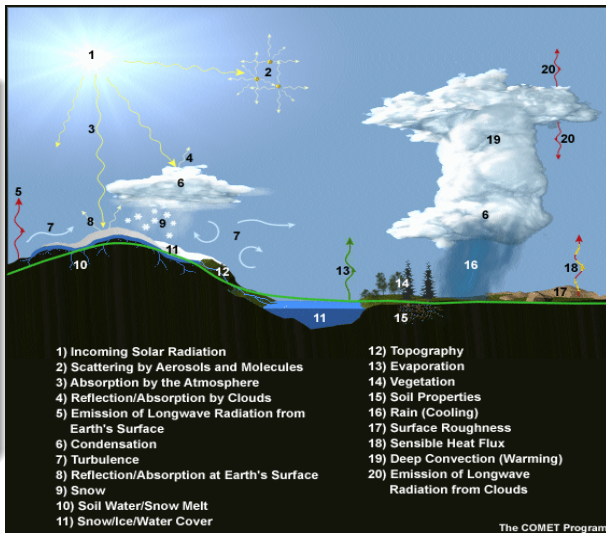 1
2
3
4
6
5
7
8
9
7
11
10
12
13
11
14
15
16
6
19
20
20
18
17
1) Incoming Solar Radiation
2) Scattering by Aerosols and Molecules
3) Absorption by the Atmosphere
4) Reflection/Absorption by Clouds
5) Emission of Longwave Radiation from
Earth's Surface
6) Condensation
7) Turbulence
8) Reflection/Absorption at Earth's Surface
9) Snow
10) Soil Water/Snow Melt
11) Snow/Ice/Water Cover
12) Topography
13) Evaporation
14) Vegetation
15) Soil Properties
16) Rain (Cooling)
17) Surface Roughness
18) Sensible Heat Flux
19) Deep Convection (Warming)
20) Emission of Longwave
Radiation from Clouds
The COMET Program